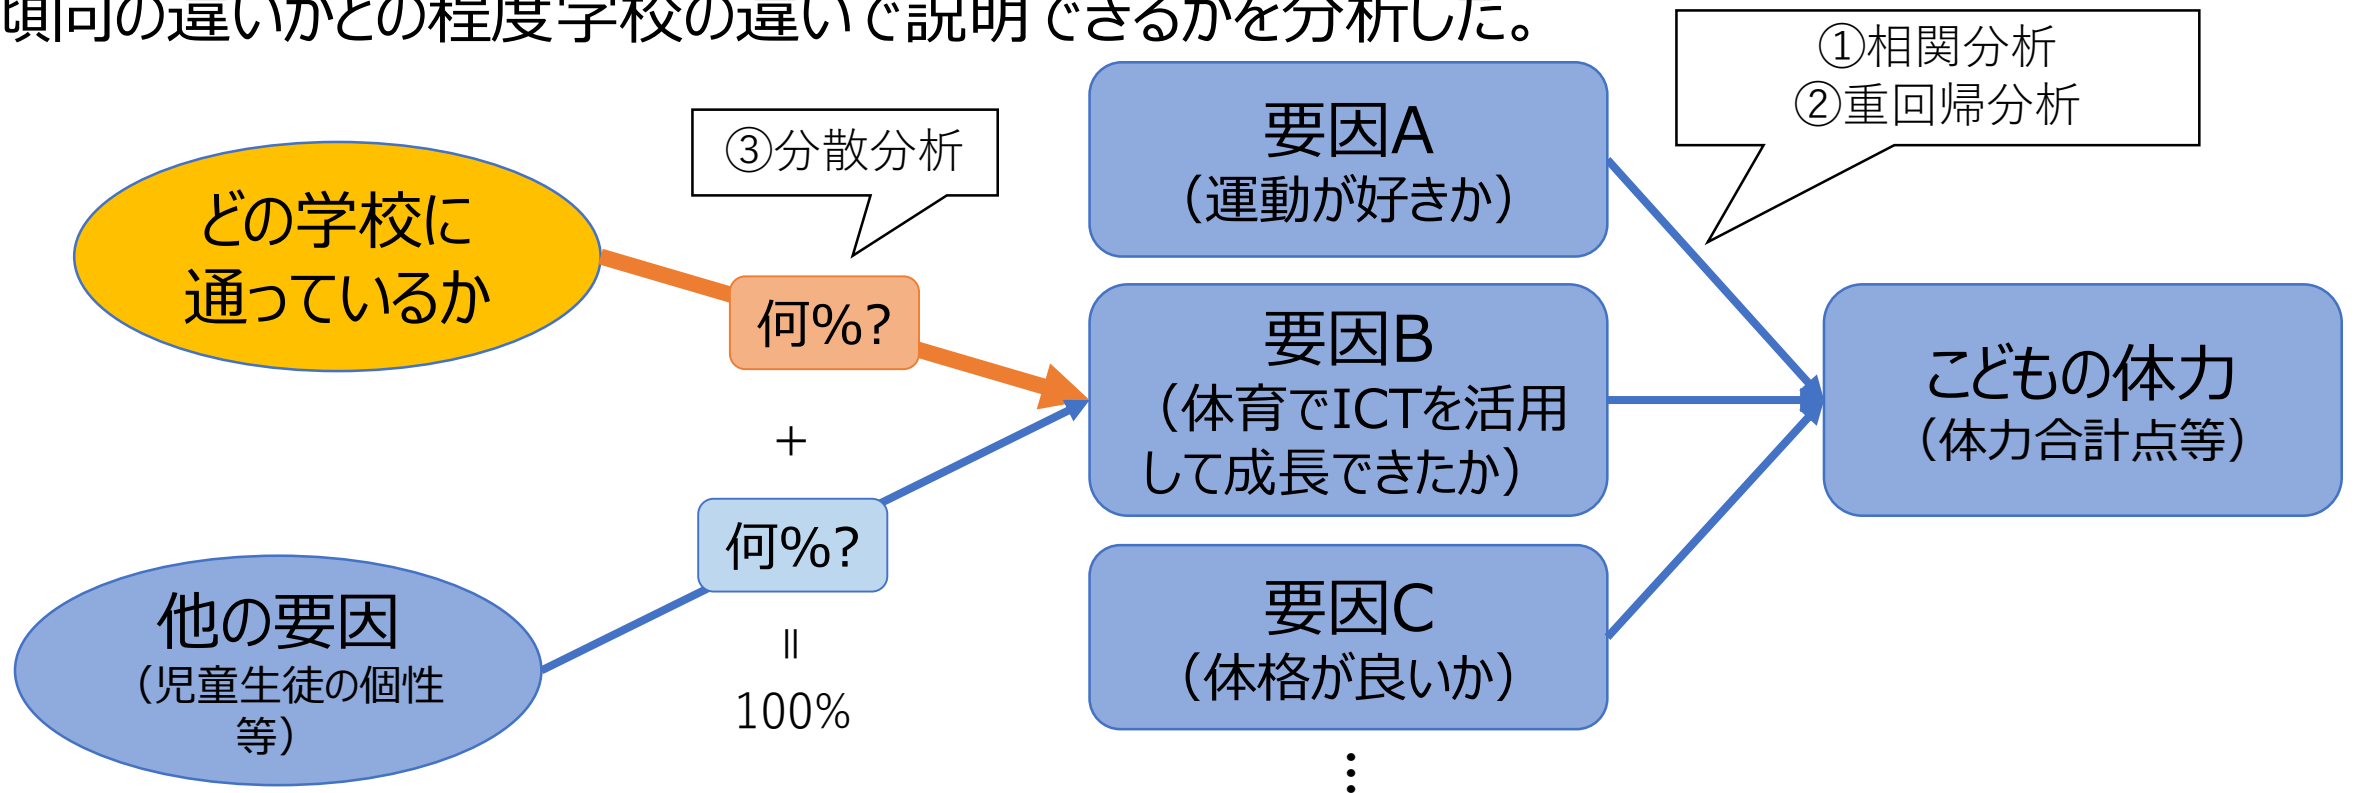 傾向の違いがどの程度学校の違いで説明できるかを分析した。
①相関分析
②重回帰分析
③分散分析
どの学校に
通っているか
何%?
+
何%?
=
100%
他の要因
（児童生徒の個性
等）
要因A
（運動が好きか）
要因B
（体育でICTを活用
して成長できたか）
要因C
（体格が良いか）
⋮
こどもの体力
（体力合計点等）